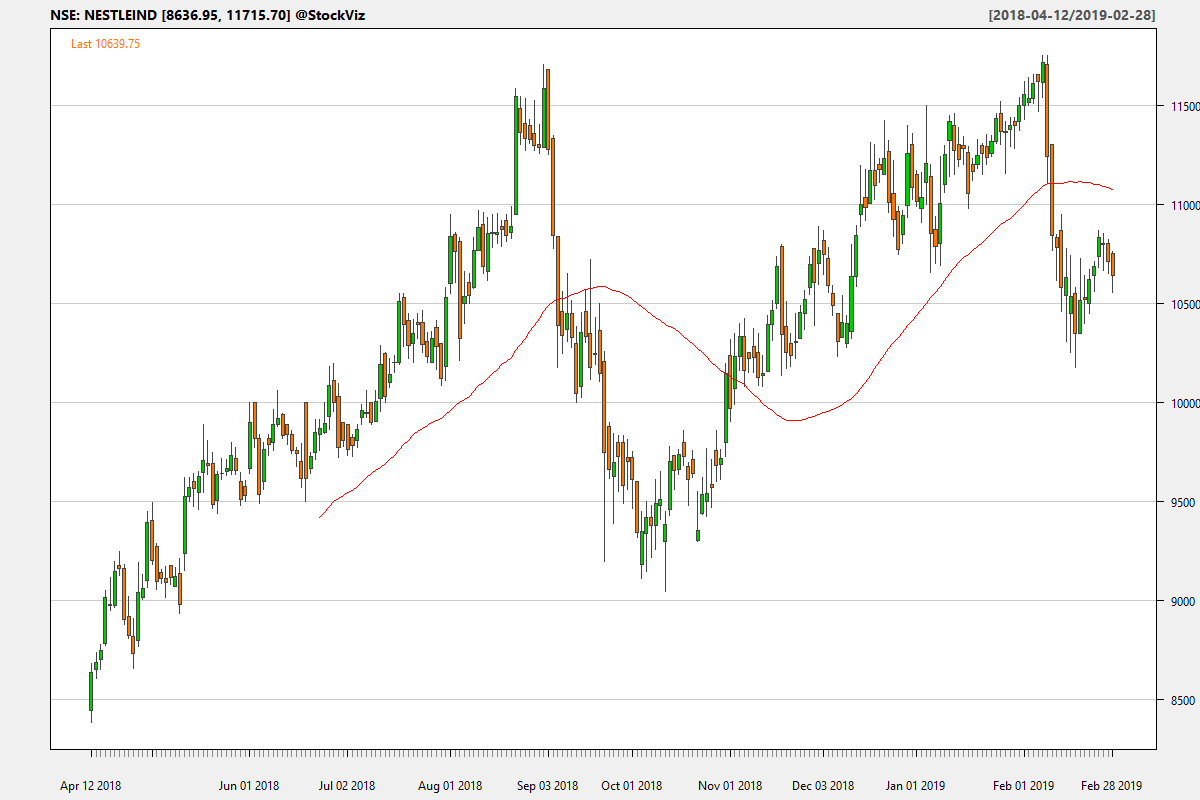 NSE: NESTLEIND [8636.95, 11715.70] @StockViz [2018-04-12/2019-02-28]
Last 10639.75
11500
11000
10500
10000
9500
9000
8500
Apr 12 2018 Jun 01 2018 Jul 02 2018 Aug 01 2018 Sep 03 2018 Oct 01 2018 Nov 01 2018 Dec 03 2018 Jan 01 2019 Feb 01 2019 Feb 28 2019